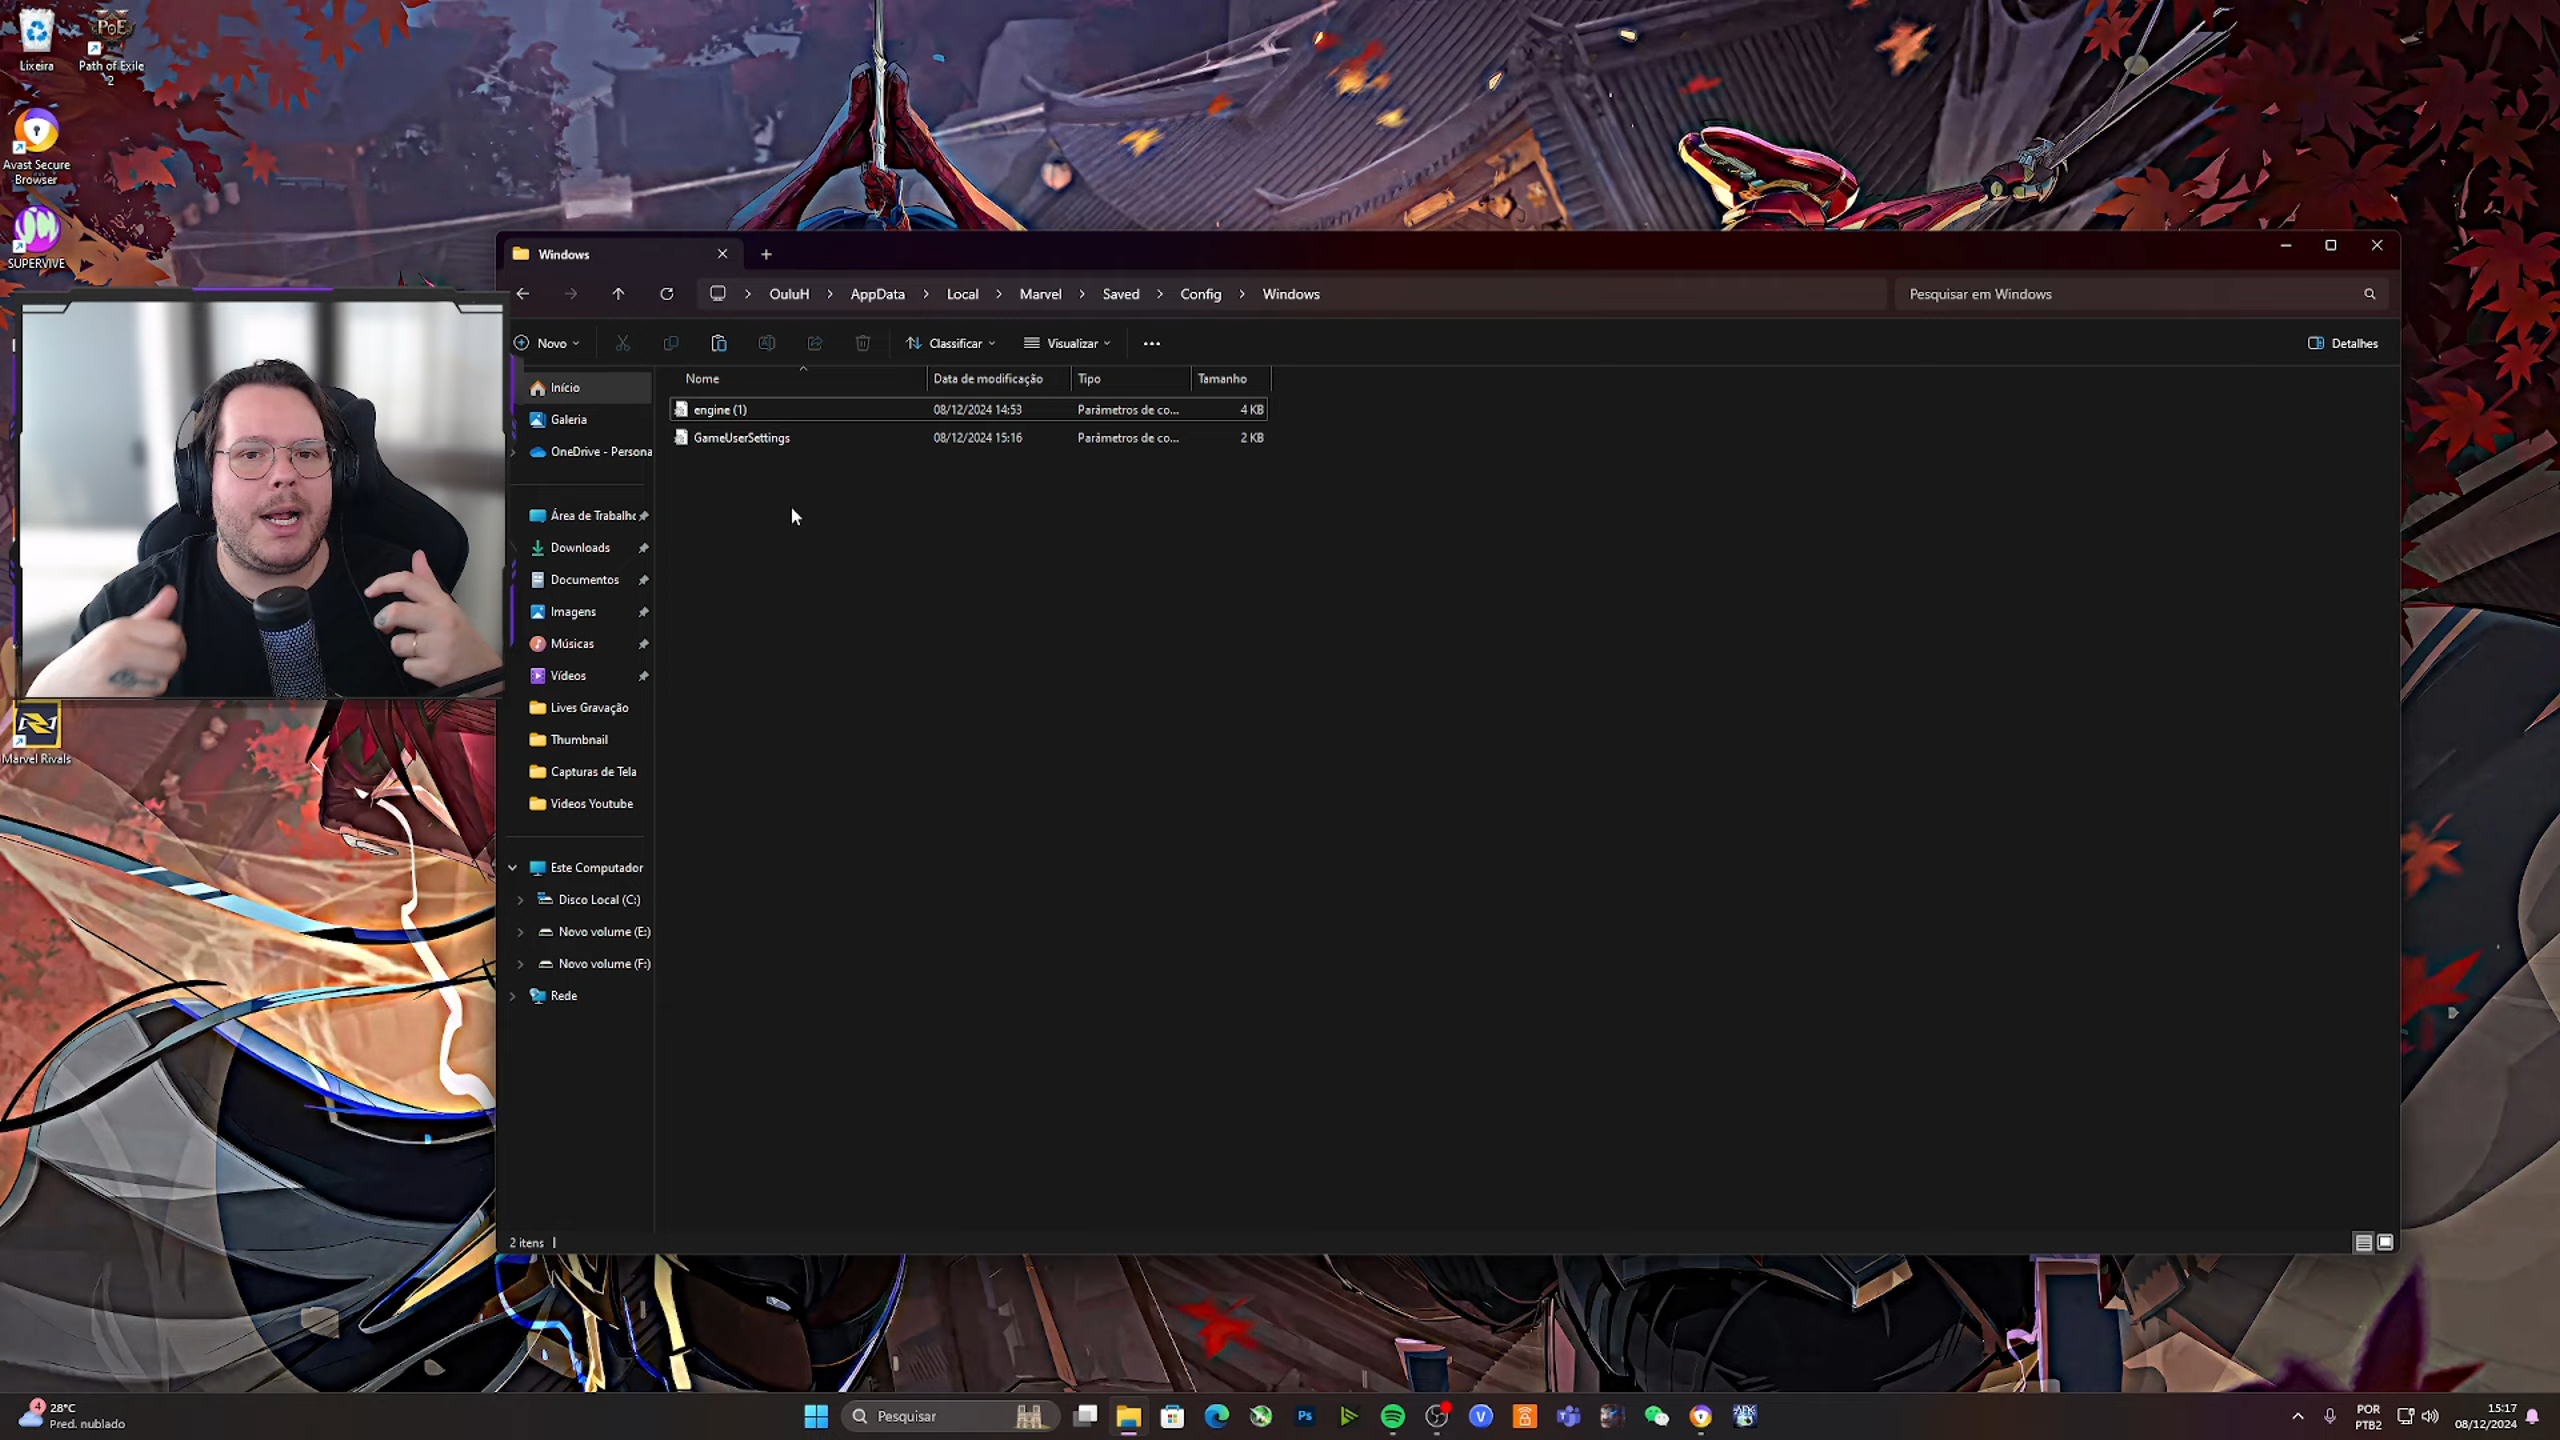 Lixeira
Path of Exile
2
Avast Secure
Browser
SUPERVIVE
Marvel Rivals
Windows
OuluH
AppData
Local
Marvel
Saved
Config
Windows
Pesquisar em Windows
Novo
Classificar
Visualizar
Detalhes
Nome
Data de modificação
Tipo
Tamanho
engine (1)
08/12/2024 14:53
Parâmetros de co...
4 KB
GameUserSettings
08/12/2024 15:16
Parâmetros de co...
2 KB
Início
Galeria
OneDrive - Persona
Área de Trabalho
Downloads
Documentos
Imagens
Músicas
Vídeos
Lives Gravação
Thumbnail
Capturas de Tela
Videos Youtube
Este Computador
Disco Local (C:)
Novo volume (E:)
Novo volume (F:)
Rede
2 itens
4
28°C
Pred. nublado
Pesquisar
Ps
V
POR
PTB2
15:17
08/12/2024